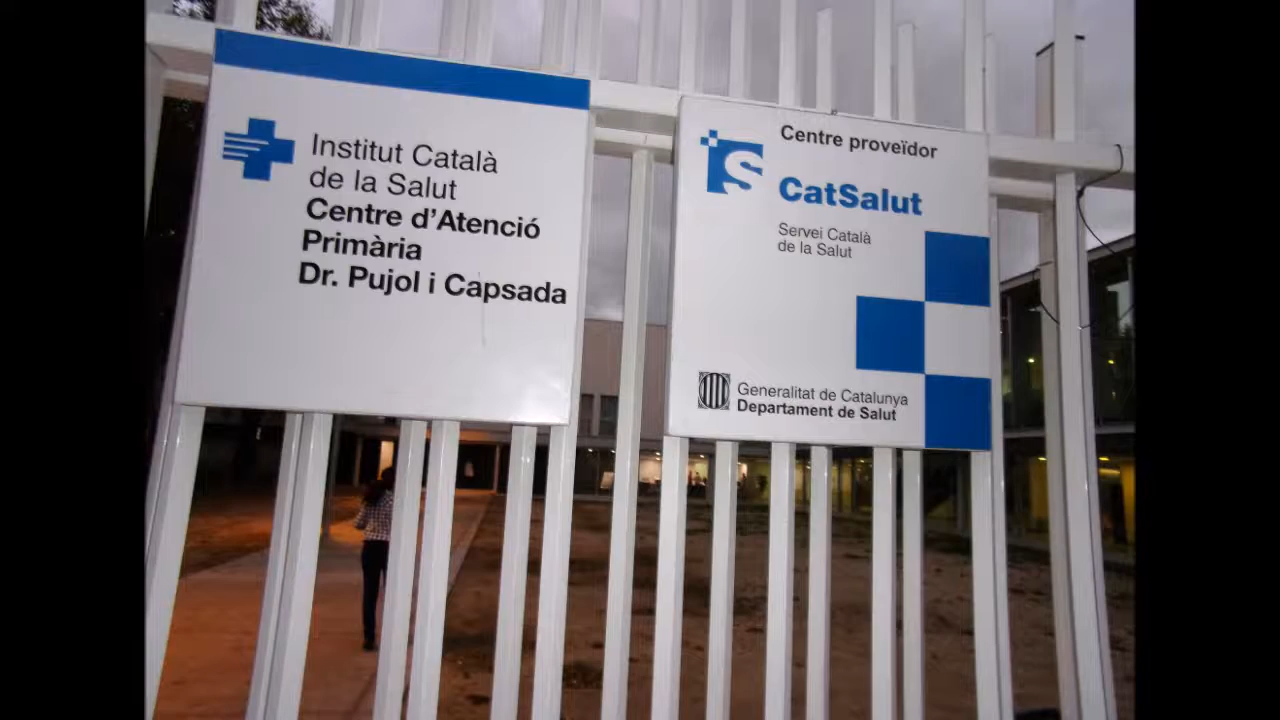 Institut Català
de la Salut
Centre d'Atenció
Primària
Dr. Pujol i Capsada
Centre proveïdor
CatSalut
Servei Català
de la Salut
Generalitat de Catalunya
Departament de Salut